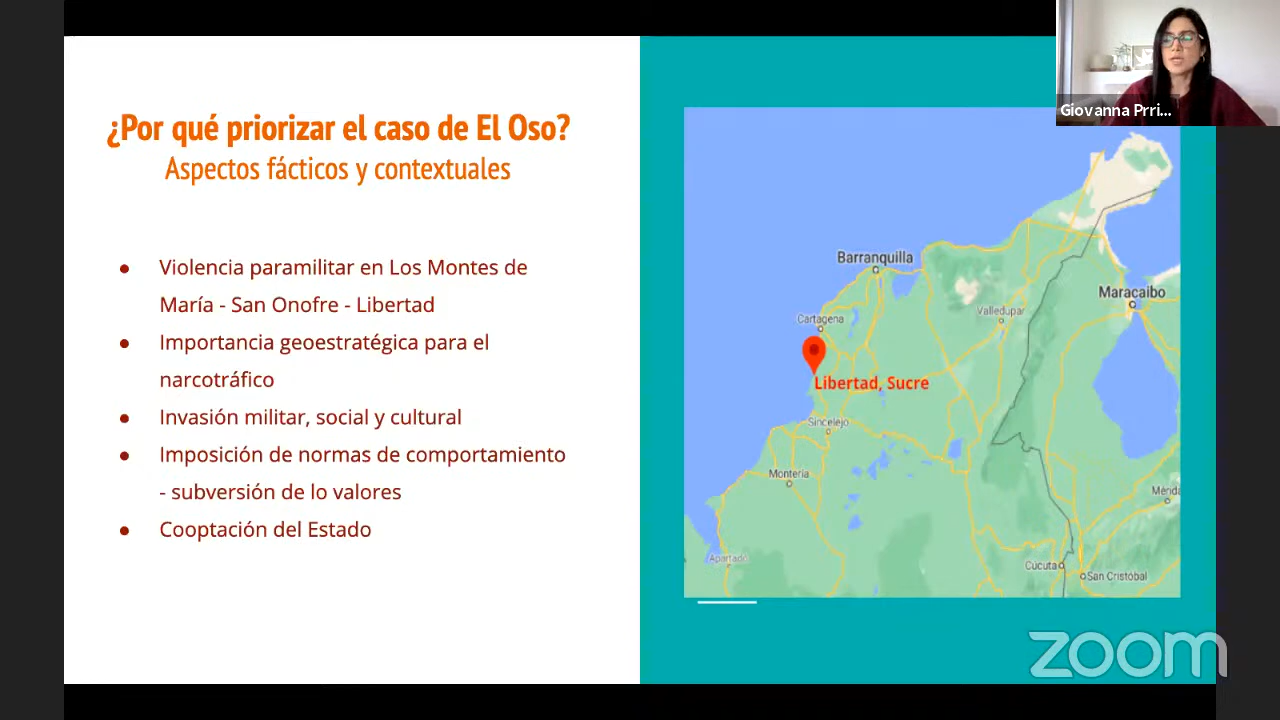 ¿Por qué priorizar el caso de El Oso?
Aspectos fácticos y contextuales
● Violencia paramilitar en Los Montes de
María - San Onofre - Libertad
● Importancia geoestratégica para el
narcotráfico
● Invasión militar, social y cultural
● Imposición de normas de comportamiento
- subversión de lo valores
● Cooptación del Estado
Giovanna Prri...
Barranquilla
Maracaibo
Cartagena
Valledupar
Libertad, Sucre
Sincelejo
Montería
Mérida
Apartadó
Cucuta
San Cristóbal
zoom